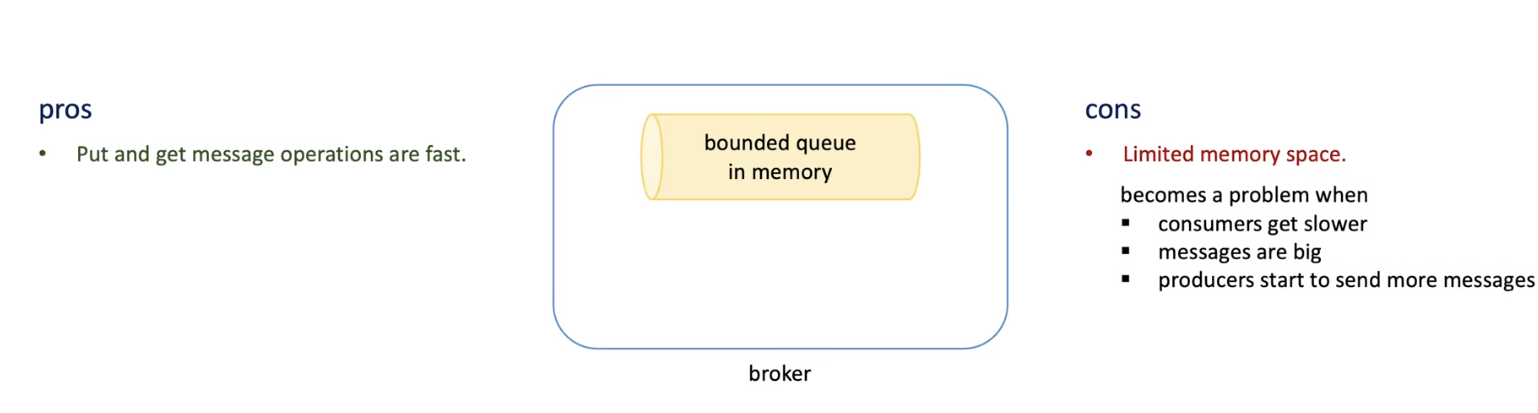 pros
• Put and get message operations are fast.
bounded queue
in memory
broker
cons
• Limited memory space.
becomes a problem when
▪ consumers get slower
▪ messages are big
▪ producers start to send more messages